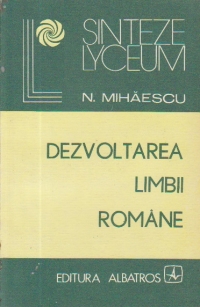 SINTEZE
LYCEUM
N. MIHĂESCU
DEZVOLTAREA
LIMBII
ROMÂNE
EDITURA ALBATROS